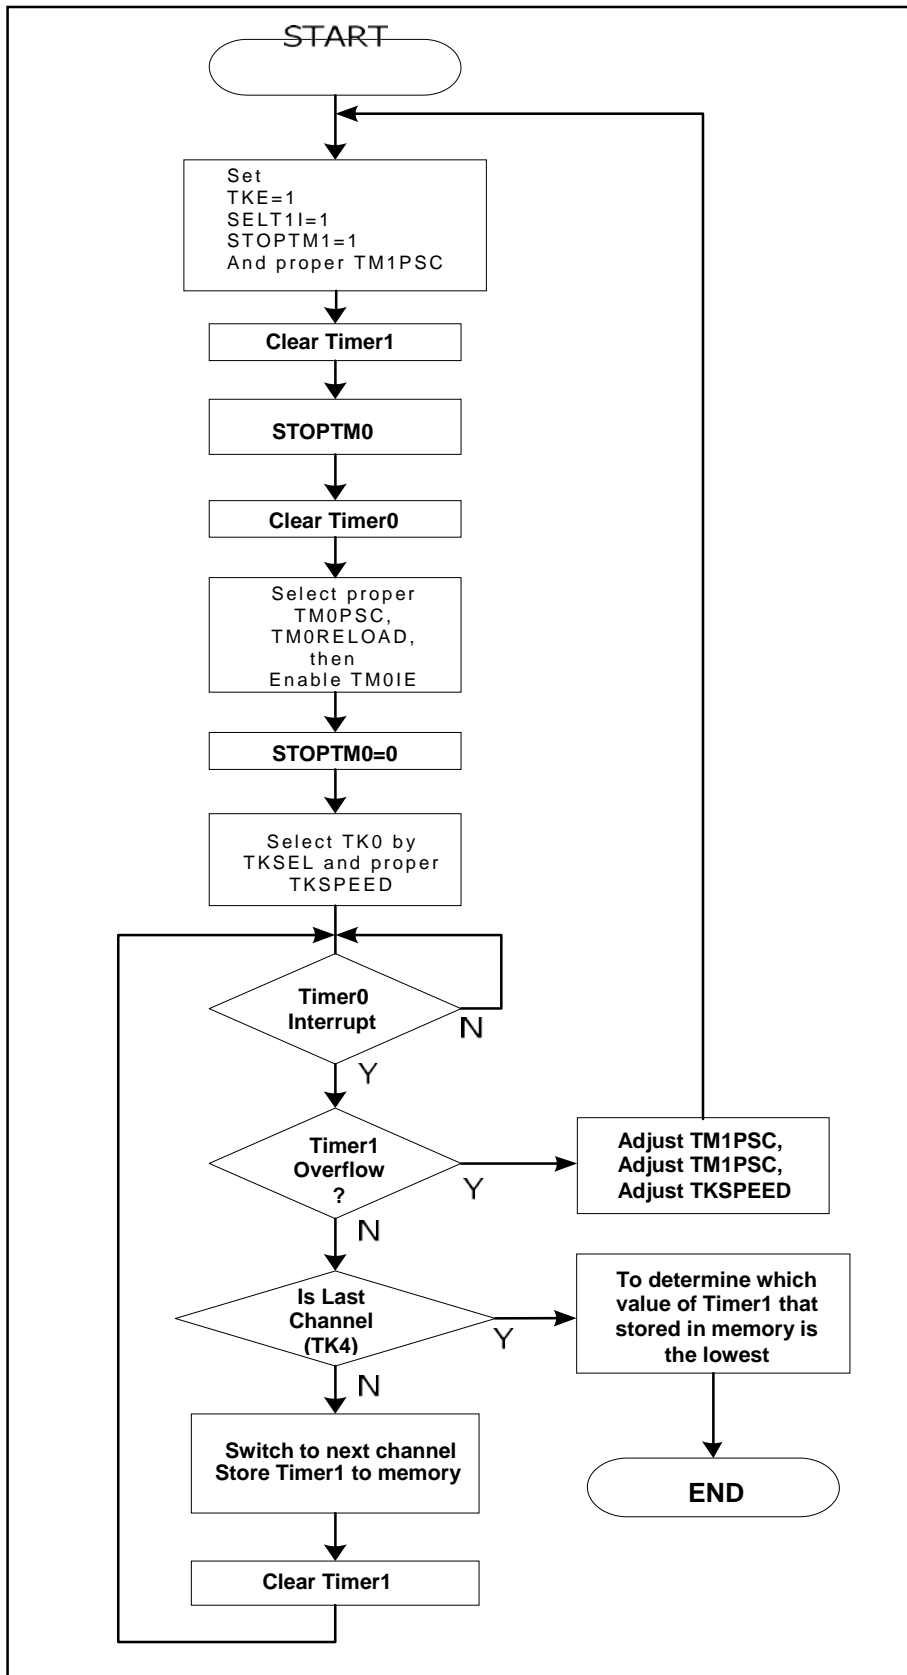 START
Set
TKE=1
SELT1I=1
STOPTM1=1
And proper TM1PSC
Clear Timer1
STOPTM0
Clear Timer0
Select proper
TM0PSC,
TM0RELOAD,
then
Enable TM0IE
STOPTM0=0
Select TK0 by
TKSEL and proper
TKSPEED
Timer0
Interrupt
N
Y
Timer1
Overflow
?
Y
Adjust TM1PSC,
Adjust TM1PSC,
Adjust TKSPEED
N
Is Last
Channel
(TK4)
Y
To determine which
value of Timer1 that
stored in memory is
the lowest
N
Switch to next channel
Store Timer1 to memory
END
Clear Timer1